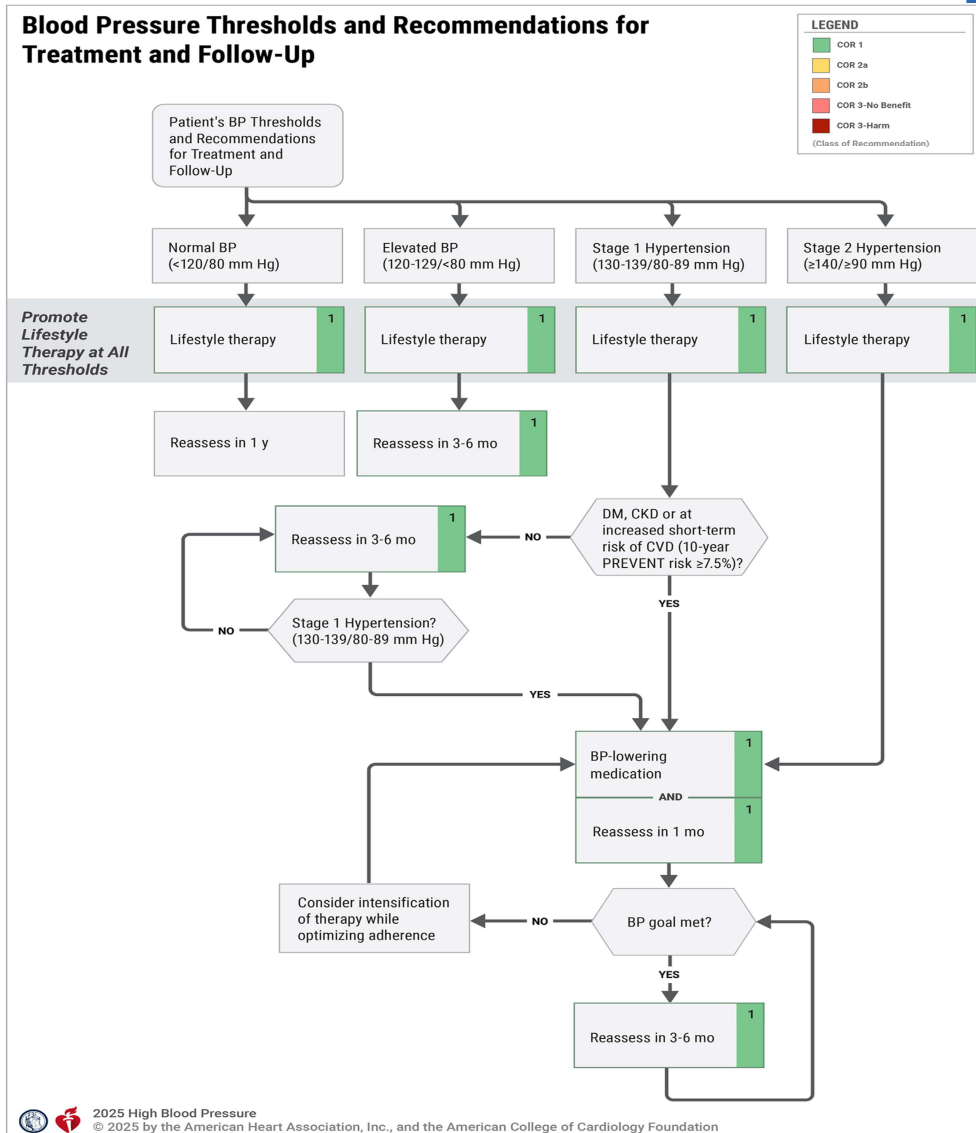 Blood Pressure Thresholds and Recommendations for
Treatment and Follow-Up
LEGEND
COR 1
COR 2a
COR 2b
COR 3-No Benefit
COR 3-Harm
(Class of Recommendation)
Patient's BP Thresholds
and Recommendations
for Treatment and
Follow-Up
Normal BP
(<120/80 mm Hg)
Elevated BP
(120-129/<80 mm Hg)
Stage 1 Hypertension
(130-139/80-89 mm Hg)
Stage 2 Hypertension
(≥140/≥90 mm Hg)
Promote
Lifestyle
Therapy at All
Thresholds
Lifestyle therapy
1
Lifestyle therapy
1
Lifestyle therapy
1
Lifestyle therapy
1
Reassess in 1 y
Reassess in 3-6 mo
1
DM, CKD or at
increased short-term
risk of CVD (10-year
PREVENT risk ≥7.5%)?
NO
Reassess in 3-6 mo
1
YES
Stage 1 Hypertension?
(130-139/80-89 mm Hg)
NO
YES
BP-lowering
medication
1
AND
Reassess in 1 mo
1
BP goal met?
NO
Consider intensification
of therapy while
optimizing adherence
YES
Reassess in 3-6 mo
1
2025 High Blood Pressure
© 2025 by the American Heart Association, Inc., and the American College of Cardiology Foundation